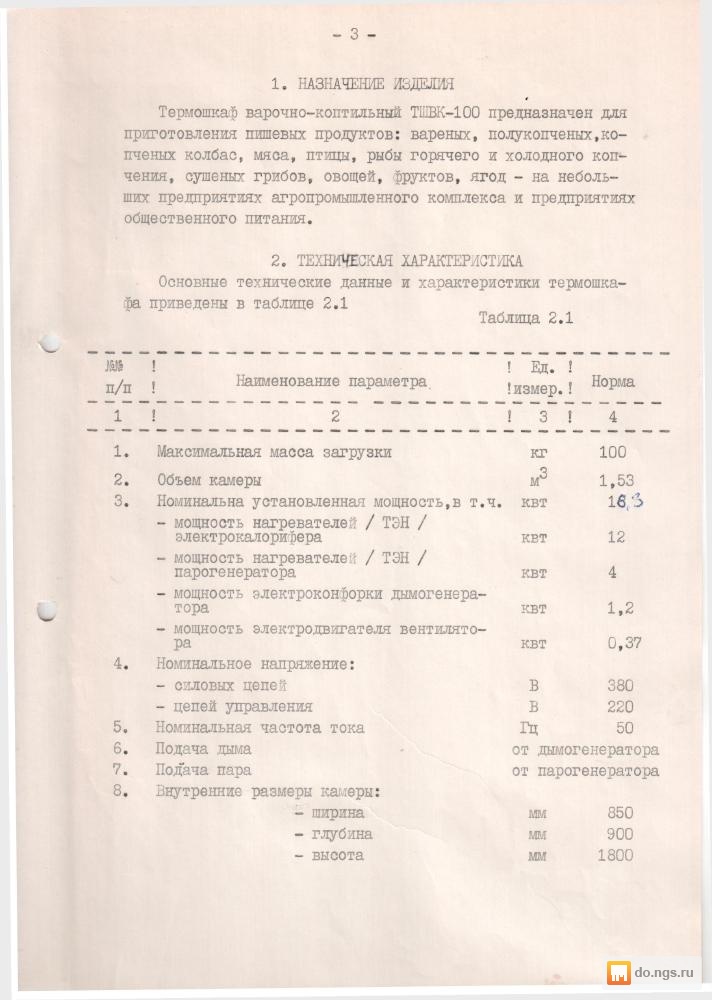 - 3 -
1. НАЗНАЧЕНИЕ ИЗДЕЛИЯ
Термошкаф варочно-коптильный ТШВК-100 предназначен для
приготовления пишевых продуктов: вареных, полукопченых,ко-
пченых колбас, мяса, птицы, рыбы горячего и холодного коп-
чения, сушеных грибов, овощей, фруктов, ягод - на неболь-
ших предприятиях агропромышленного комплекса и предприятиях
общественного питания.
2. ТЕХНИЧЕСКАЯ ХАРАКТЕРИСТИКА
Основные технические данные и характеристики термошка-
фа приведены в таблице 2.1
Таблица 2.1
№№ ! ! Ед. !
п/п ! Наименование параметра !измер.! Норма
1 ! 2 ! 3 ! 4
1. Максимальная масса загрузки кг 100
2. Объем камеры м3 1,53
3. Номинальна установленная мощность,в т.ч. квт 18,3
- мощность нагревателей / ТЭН /
электрокалорифера квт 12
- мощность нагревателей / ТЭН /
парогенератора квт 4
- мощность электроконфорки дымогенера-
тора квт 1,2
- мощность электродвигателя вентилято-
ра квт 0,37
4. Номинальное напряжение:
- силовых цепей В 380
- цепей управления В 220
5. Номинальная частота тока Гц 50
6. Подача дыма от дымогенератора
7. Подача пара от парогенератора
8. Внутренние размеры камеры:
- ширина мм 850
- глубина мм 900
- высота мм 1800
do.ngs.ru